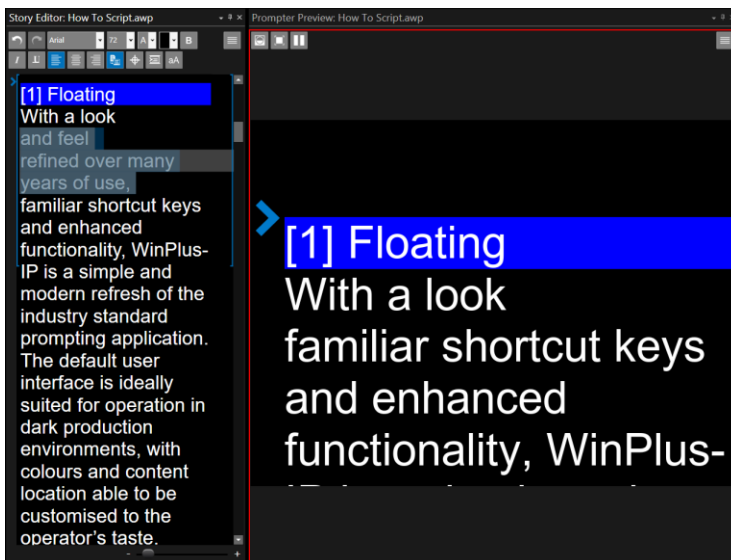 Story Editor: How To Script.awp
Arial 72 A B
I U aA
[1] Floating
With a look
and feel
refined over many
years of use,
familiar shortcut keys
and enhanced
functionality, WinPlus-
IP is a simple and
modern refresh of the
industry standard
prompting application.
The default user
interface is ideally
suited for operation in
dark production
environments, with
colours and content
location able to be
customised to the
operator's taste.
Prompter Preview: How To Script.awp
[1] Floating
With a look
familiar shortcut keys
and enhanced
functionality, WinPlus-